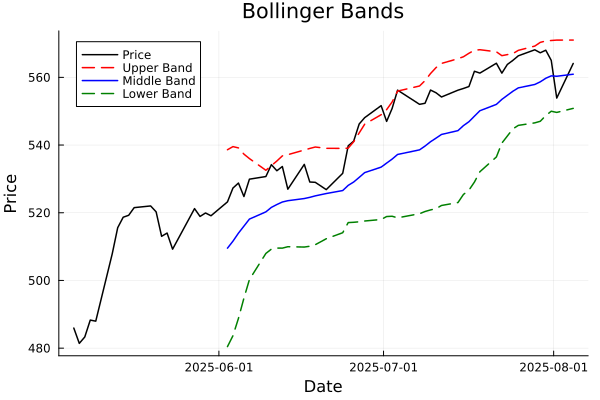 Bollinger Bands
Price
Upper Band
Middle Band
Lower Band
Price
560
540
520
500
480
2025-06-01
2025-07-01
2025-08-01
Date